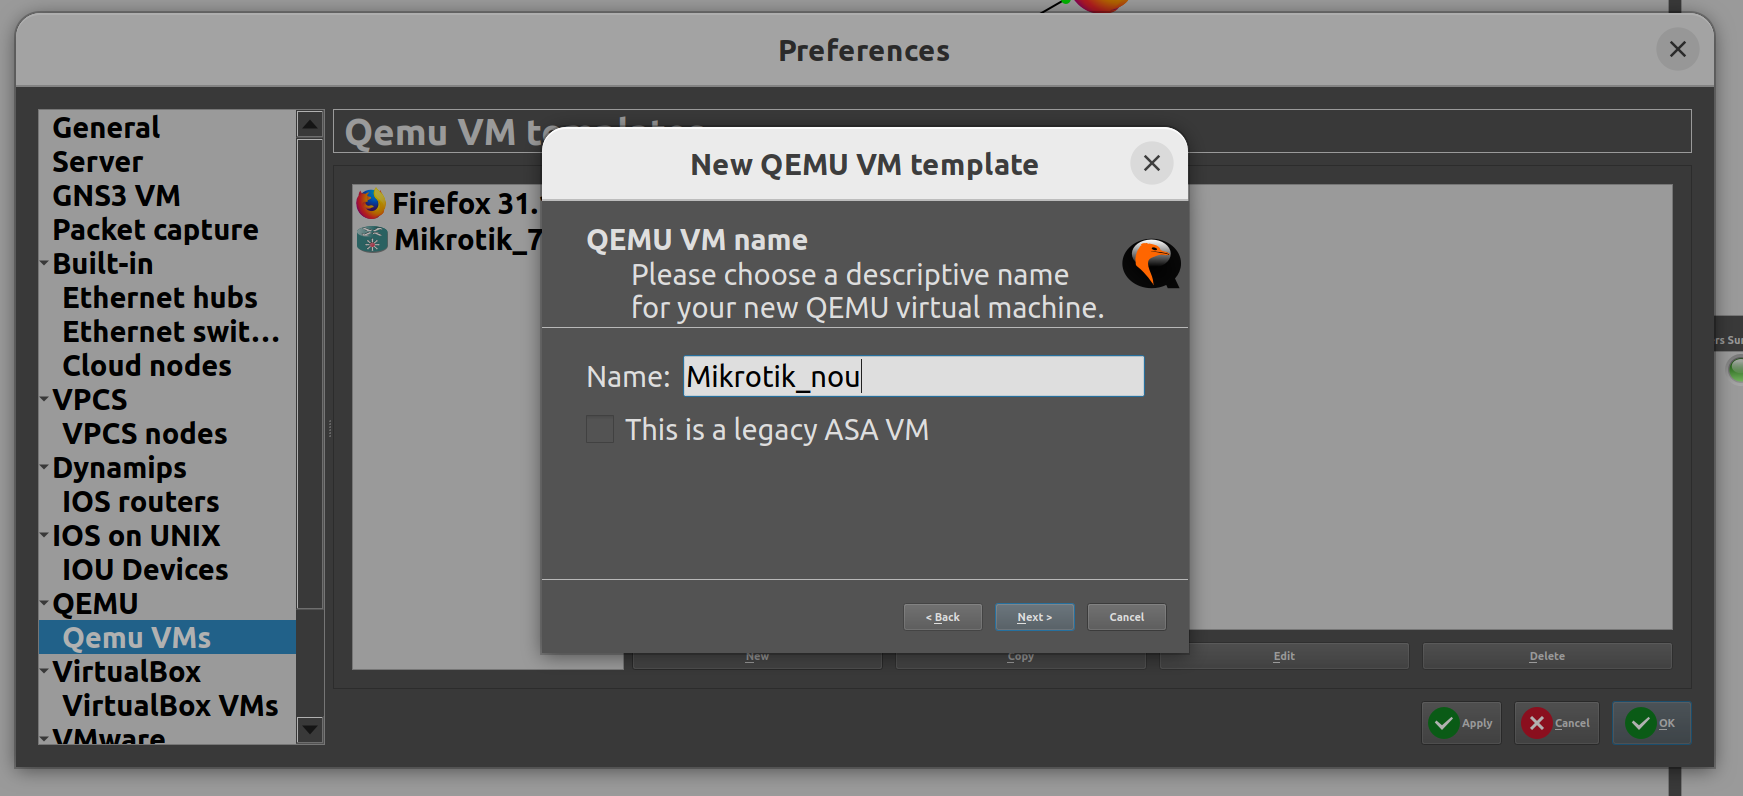 Preferences
General
Server
GNS3 VM
Packet capture
Built-in
Ethernet hubs
Ethernet swit...
Cloud nodes
VPCS
VPCS nodes
Dynamips
IOS routers
IOS on UNIX
IOU Devices
QEMU
Qemu VMs
VirtualBox
VirtualBox VMs
VMware
Qemu VM templates
Firefox 31.
Mikrotik_7
New QEMU VM template
QEMU VM name
Please choose a descriptive name
for your new QEMU virtual machine.
Name: Mikrotik_nou
This is a legacy ASA VM
< Back Next > Cancel
New Copy Edit Delete
Apply Cancel OK